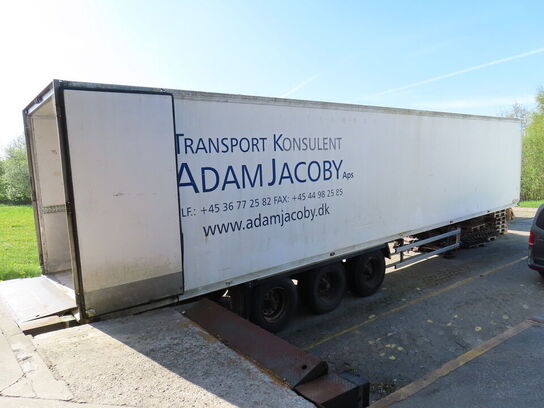 TRANSPORT KONSULENT
ADAM JACOBY Aps
LF.: +45 36 77 25 82 FAX: +45 44 98 25 85
www.adamjacoby.dk